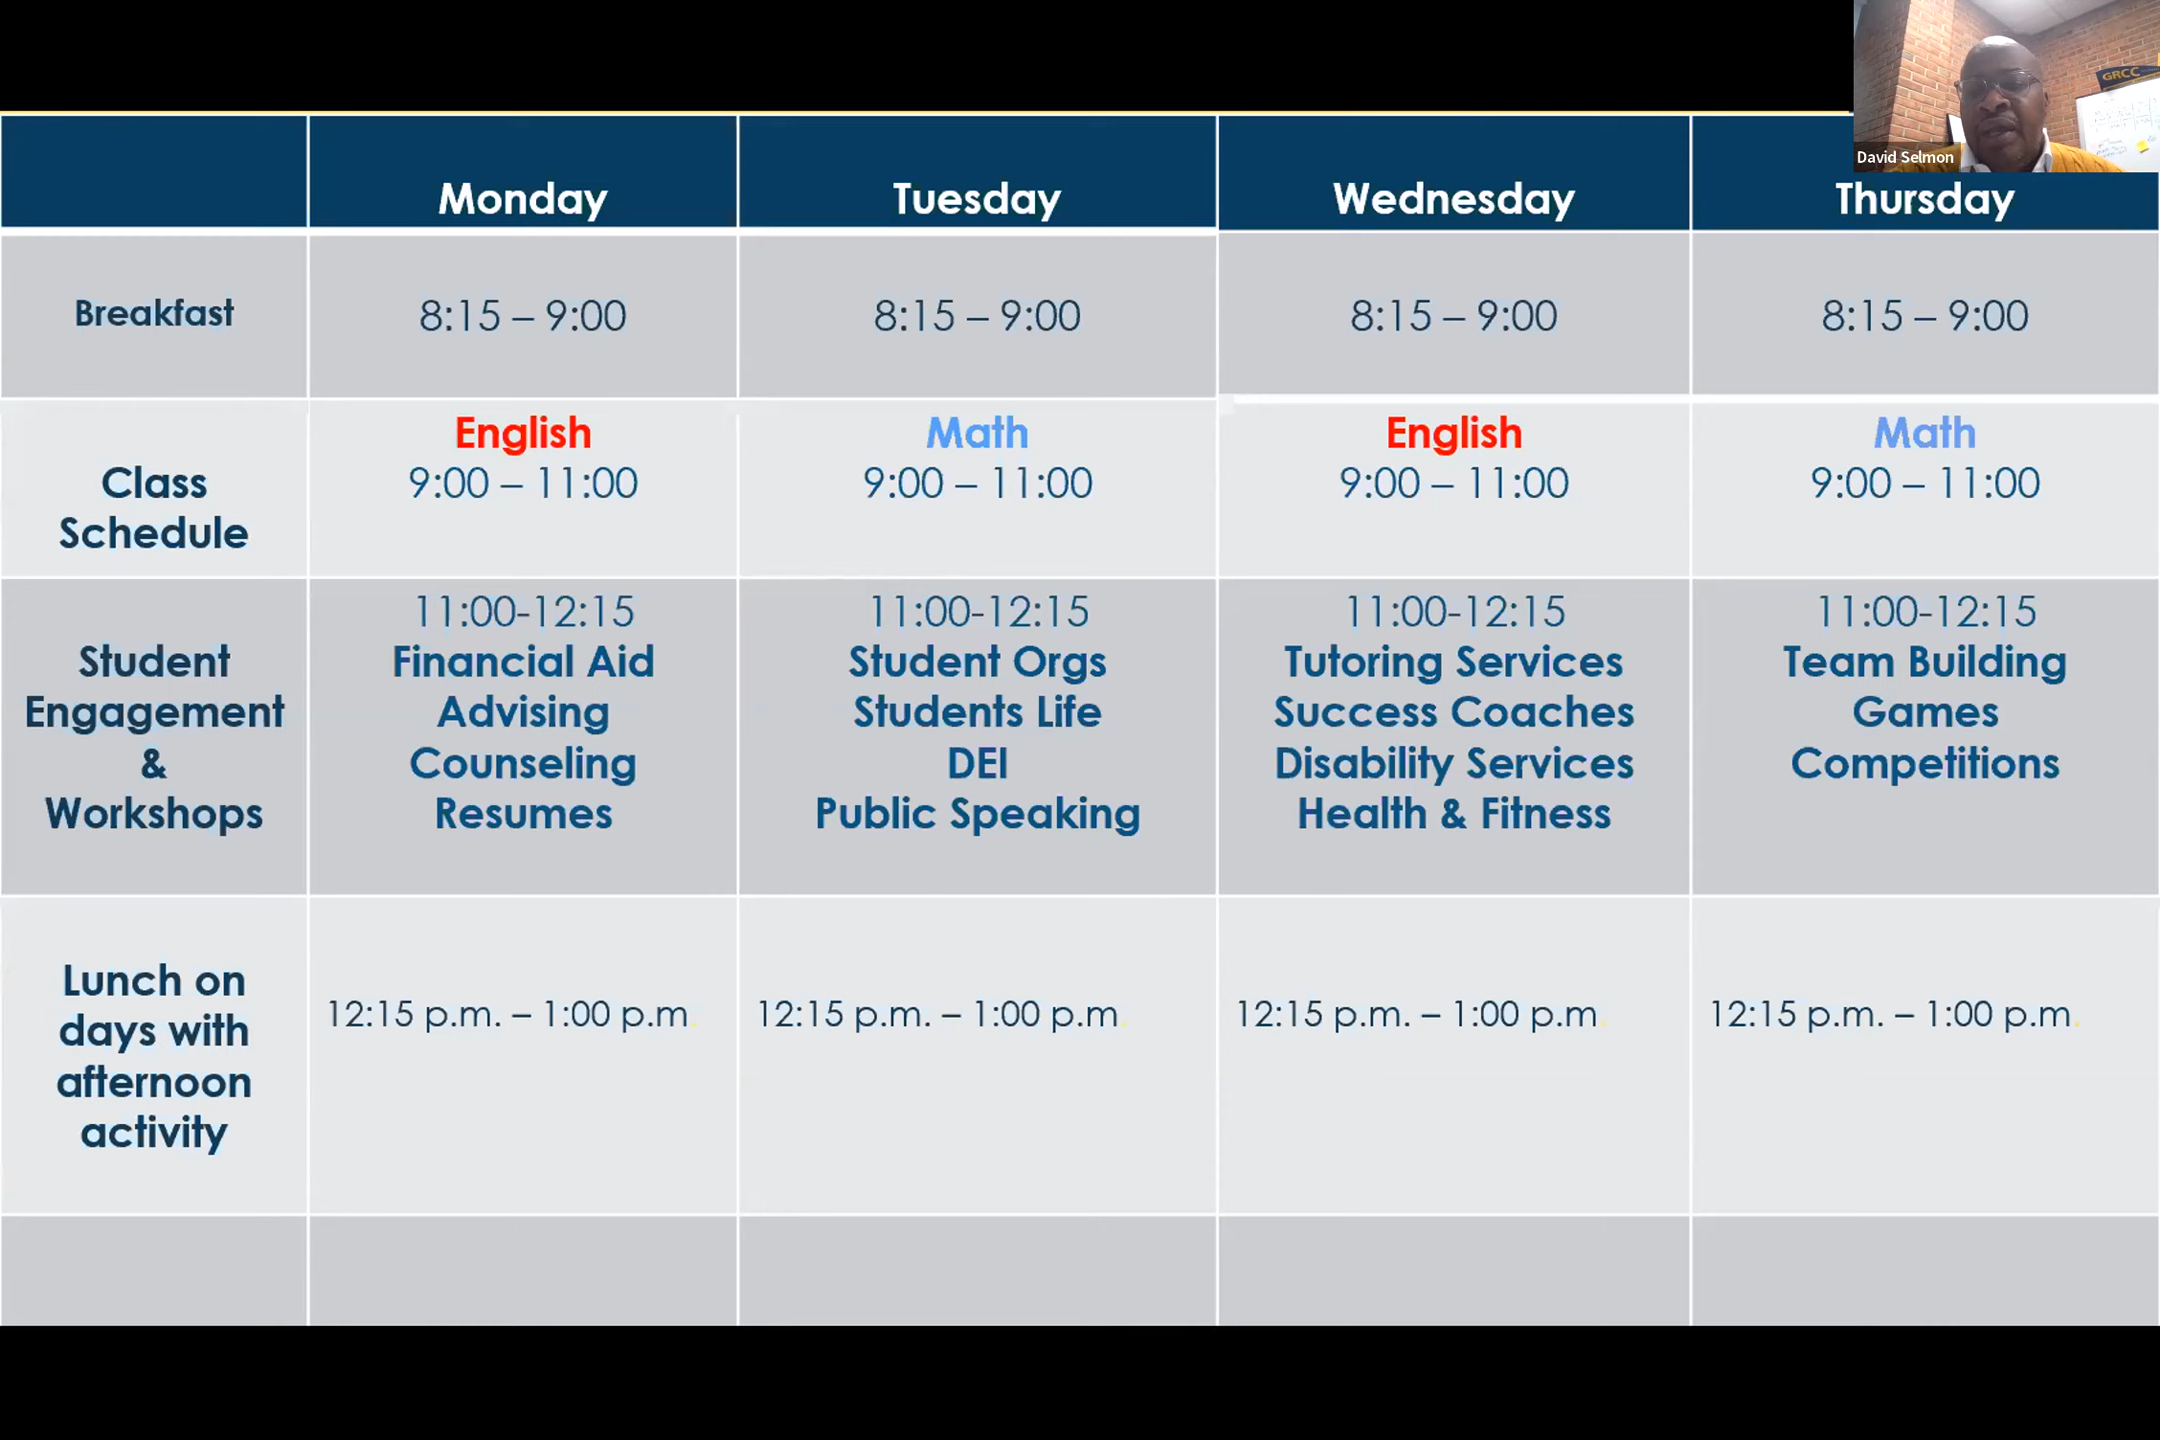 GRCC
David Selmon
Monday Tuesday Wednesday Thursday
Breakfast 8:15 – 9:00 8:15 – 9:00 8:15 – 9:00 8:15 – 9:00
English Math English Math
Class 9:00 – 11:00 9:00 – 11:00 9:00 – 11:00 9:00 – 11:00
Schedule
11:00-12:15 11:00-12:15 11:00-12:15 11:00-12:15
Student Financial Aid Student Orgs Tutoring Services Team Building
Engagement Advising Students Life Success Coaches Games
& Counseling DEI Disability Services Competitions
Workshops Resumes Public Speaking Health & Fitness
Lunch on
12:15 p.m. – 1:00 p.m. 12:15 p.m. – 1:00 p.m. 12:15 p.m. – 1:00 p.m. 12:15 p.m. – 1:00 p.m.
days with
afternoon
activity